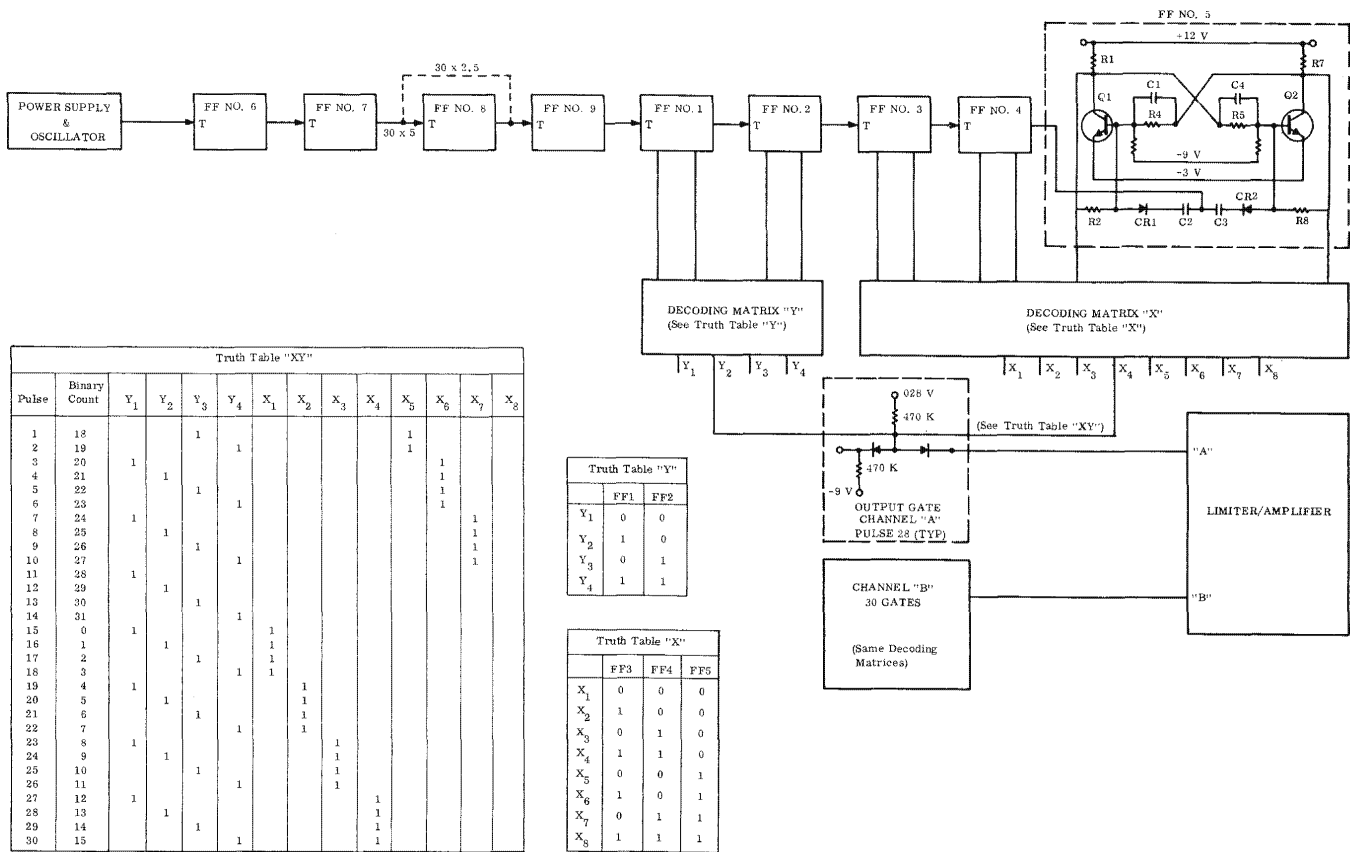 FF NO. 5
+12 V
R1
R7
C1
C4
Q1
Q2
R4
R5
-9 V
-3 V
CR2
R2
CR1
C2
C3
R8
30 x 2.5
POWER SUPPLY
&
OSCILLATOR
FF NO. 6
T
FF NO. 7
T
30 x 5
FF NO. 8
T
FF NO. 9
T
FF NO. 1
T
FF NO. 2
T
FF NO. 3
T
FF NO. 4
T
DECODING MATRIX "Y"
(See Truth Table "Y")
Y1 Y2 Y3 Y4
DECODING MATRIX "X"
(See Truth Table "X")
X1 X2 X3 X4 X5 X6 X7 X8
028 V
470 K
(See Truth Table "XY")
470 K
-9 V
OUTPUT GATE
CHANNEL "A"
PULSE 28 (TYP)
CHANNEL "B"
30 GATES
(Same Decoding
Matrices)
"A"
LIMITER/AMPLIFIER
"B"
Truth Table "XY"
Pulse Binary Count Y1 Y2 Y3 Y4 X1 X2 X3 X4 X5 X6 X7 X8
1 18 1 1
2 19 1 1
3 20 1 1
4 21 1 1
5 22 1 1
6 23 1 1
7 24 1 1
8 25 1 1
9 26 1 1
10 27 1 1
11 28 1
12 29 1
13 30 1
14 31 1
15 0 1 1
16 1 1 1
17 2 1 1
18 3 1 1
19 4 1 1
20 5 1 1
21 6 1 1
22 7 1 1
23 8 1 1
24 9 1 1
25 10 1 1
26 11 1 1
27 12 1 1
28 13 1 1
29 14 1 1
30 15 1 1
Truth Table "Y"
FF1 FF2
Y1 0 0
Y2 1 0
Y3 0 1
Y4 1 1
Truth Table "X"
FF3 FF4 FF5
X1 0 0 0
X2 1 0 0
X3 0 1 0
X4 1 1 0
X5 0 0 1
X6 1 0 1
X7 0 1 1
X8 1 1 1